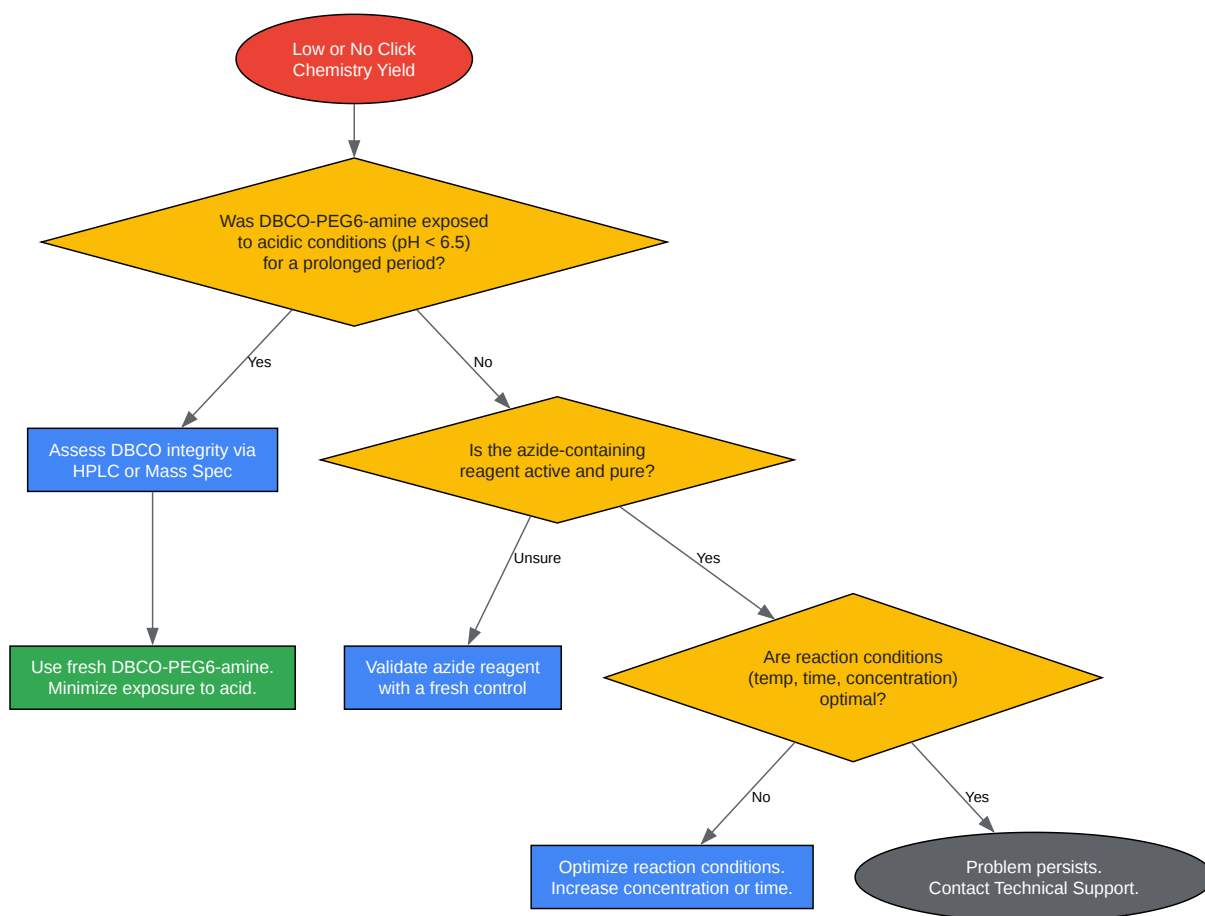 Low or No Click
Chemistry Yield
Was DBCO-PEG6-amine exposed
to acidic conditions (pH < 6.5)
for a prolonged period?
Yes
No
Assess DBCO integrity via
HPLC or Mass Spec
Is the azide-containing
reagent active and pure?
Unsure
Yes
Use fresh DBCO-PEG6-amine.
Minimize exposure to acid.
Validate azide reagent
with a fresh control
Are reaction conditions
(temp, time, concentration)
optimal?
No
Yes
Optimize reaction conditions.
Increase concentration or time.
Problem persists.
Contact Technical Support.